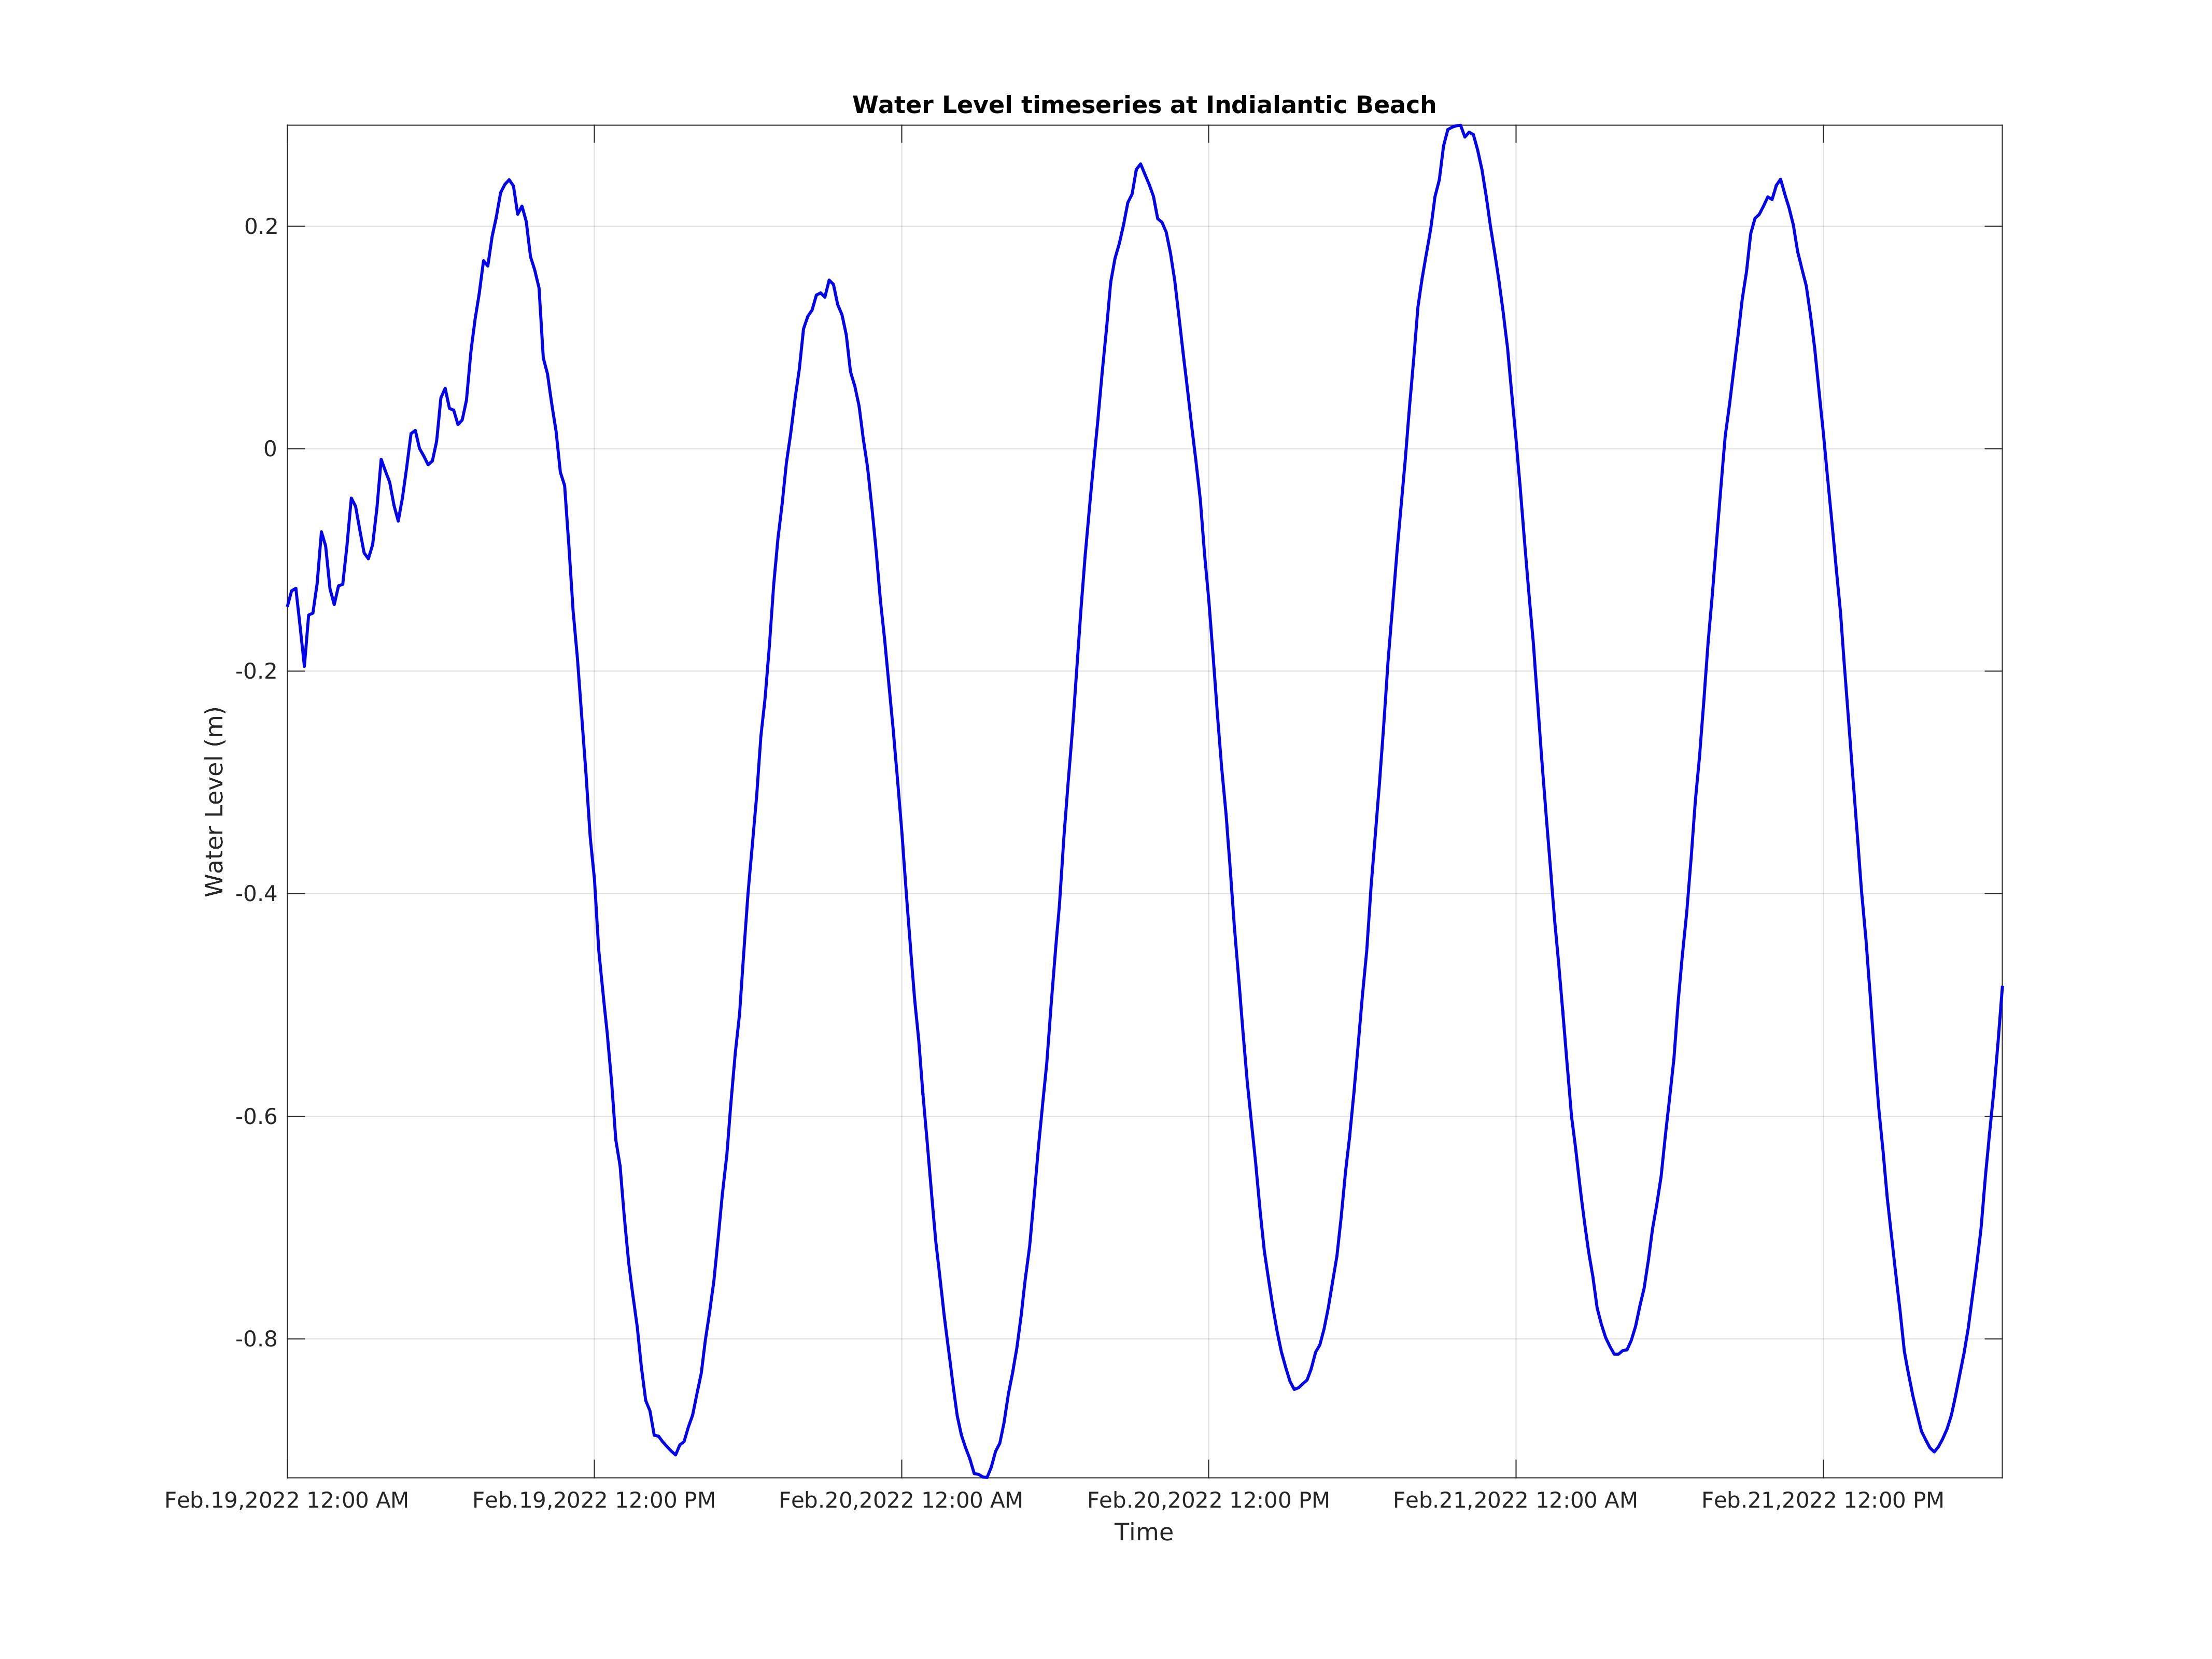 Water Level timeseries at Indialantic Beach
0.2
0
-0.2
-0.4
-0.6
-0.8
Water Level (m)
Feb.19,2022 12:00 AM Feb.19,2022 12:00 PM Feb.20,2022 12:00 AM Feb.20,2022 12:00 PM Feb.21,2022 12:00 AM Feb.21,2022 12:00 PM
Time